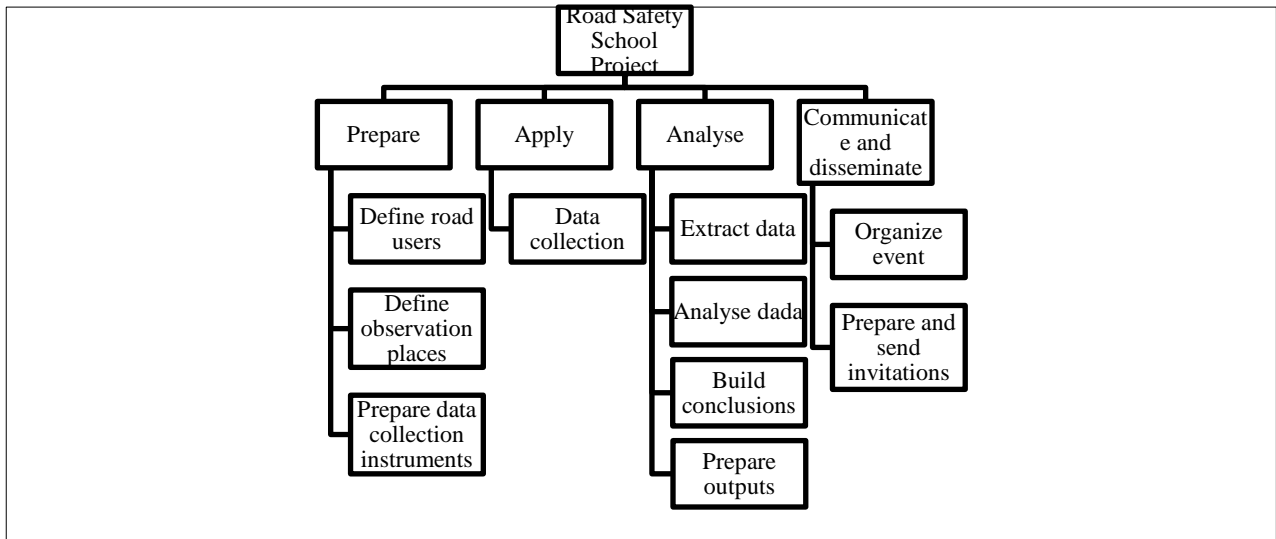 Road Safety
School
Project
Prepare
Apply
Analyse
Communicat
e and
disseminate
Define road
users
Define
observation
places
Prepare data
collection
instruments
Data
collection
Extract data
Analyse dada
Build
conclusions
Prepare
outputs
Organize
event
Prepare and
send
invitations